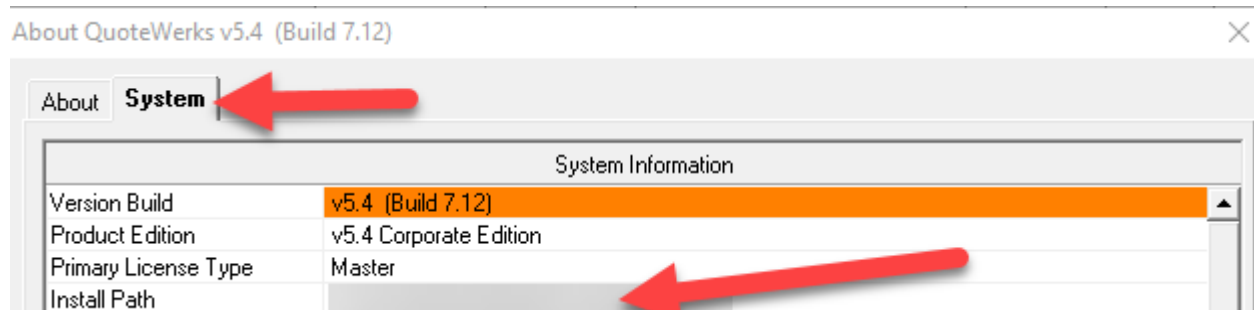 About QuoteWerks v5.4 (Build 7.12)
About System
System Information
Version Build v5.4 (Build 7.12)
Product Edition v5.4 Corporate Edition
Primary License Type Master
Install Path